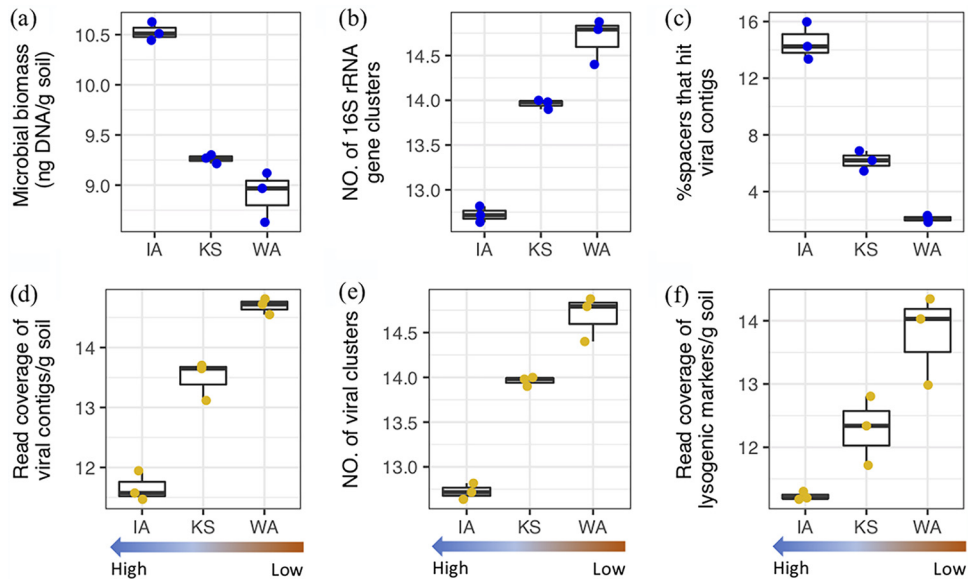 (a)
Microbial biomass
(ng DNA/g soil)
10.5
10.0
9.5
9.0
IA KS WA
(b)
NO. of 16S rRNA
gene clusters
14.5
14.0
13.0
IA KS WA
(c)
%spacers that hit
viral contigs
16
12
8
4
IA KS WA
(d)
Read coverage of
viral contigs/g soil
14
13
12
IA KS WA
High Low
(e)
NO. of viral clusters
14.5
14.0
13.0
IA KS WA
High Low
(f)
Read coverage of
lysogenic markers/g soil
14
13
12
IA KS WA
High Low